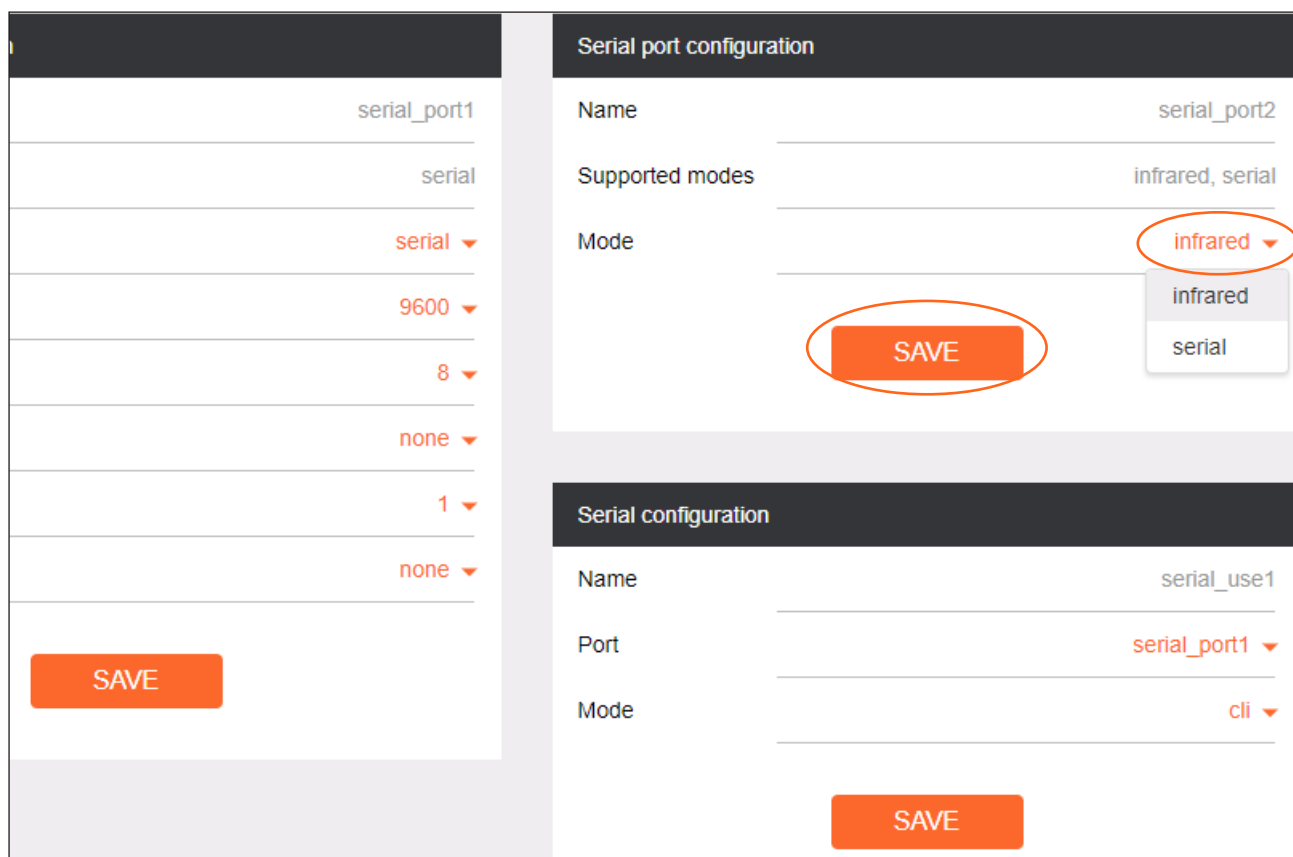 n
serial_port1
serial
serial
9600
8
none
1
none
SAVE
Serial port configuration
Name serial_port2
Supported modes infrared, serial
Mode infrared
infrared
serial
SAVE
Serial configuration
Name serial_use1
Port serial_port1
Mode cli
SAVE